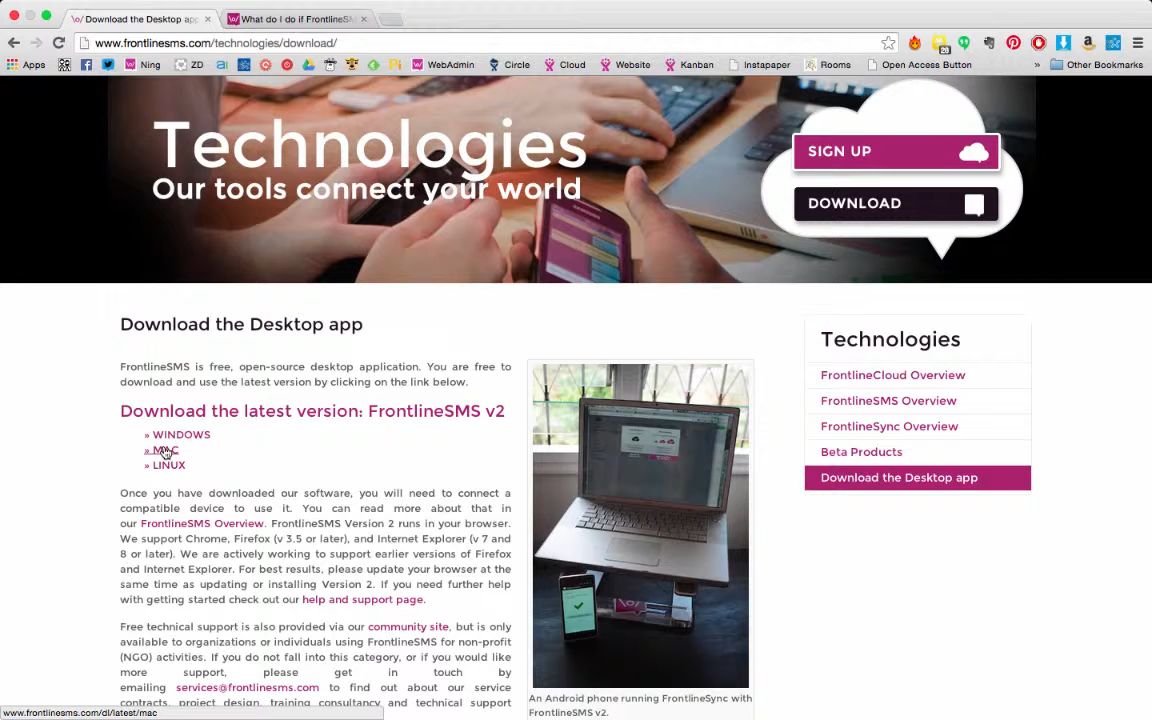 \o/ Download the Desktop app
What do I do if FrontlineSM
www.frontlinesms.com/technologies/download/
Apps
Ning
ZD
WebAdmin
Circle
Cloud
Website
Kanban
Instapaper
Rooms
Open Access Button
»
Other Bookmarks
Technologies
Our tools connect your world
SIGN UP
DOWNLOAD
Download the Desktop app
FrontlineSMS is free, open-source desktop application. You are free to
download and use the latest version by clicking on the link below.
Download the latest version: FrontlineSMS v2
» WINDOWS
» MAC
» LINUX
Once you have downloaded our software, you will need to connect a
compatible device to use it. You can read more about that in
our FrontlineSMS Overview. FrontlineSMS Version 2 runs in your browser.
We support Chrome, Firefox (v 3.5 or later), and Internet Explorer (v 7 and
8 or later). We are actively working to support earlier versions of Firefox
and Internet Explorer. For best results, please update your browser at the
same time as updating or installing Version 2. If you need further help
with getting started check out our help and support page.
Free technical support is also provided via our community site, but is only
available to organizations or individuals using FrontlineSMS for non-profit
(NGO) activities. If you do not fall into this category, or if you would like
more support, please get in touch by
emailing services@frontlinesms.com to find out about our service
contracts, project design, training consultancy and technical support
An Android phone running FrontlineSync with
FrontlineSMS v2.
Technologies
FrontlineCloud Overview
FrontlineSMS Overview
FrontlineSync Overview
Beta Products
Download the Desktop app
www.frontlinesms.com/dl/latest/mac